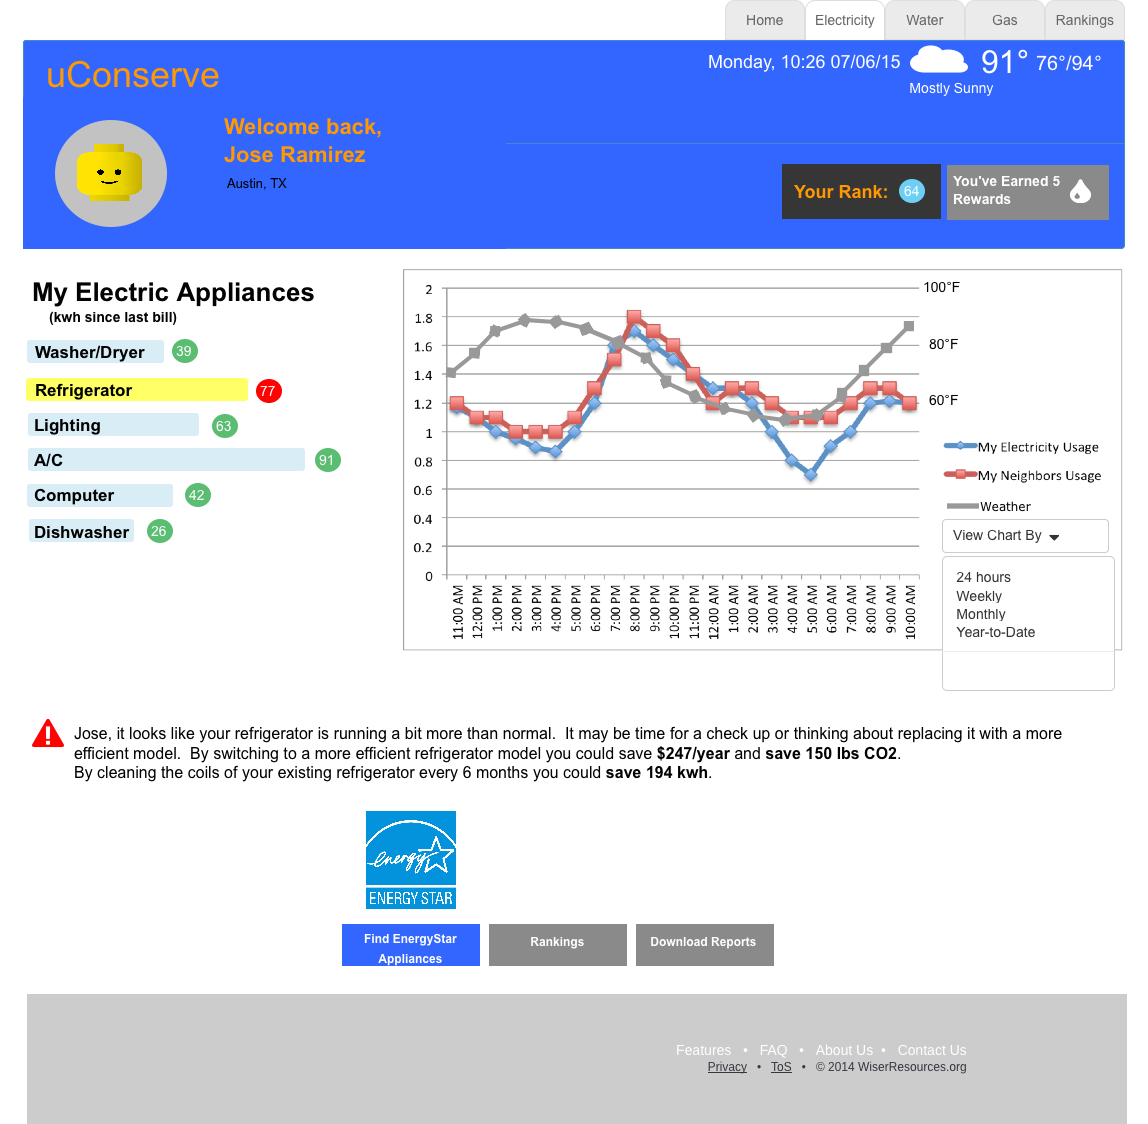 Home Electricity Water Gas Rankings
uConserve
Monday, 10:26 07/06/15 91° 76°/94°
Mostly Sunny
Welcome back,
Jose Ramirez
Austin, TX
Your Rank: 64
You've Earned 5
Rewards
My Electric Appliances
(kwh since last bill)
Washer/Dryer 39
Refrigerator 77
Lighting 63
A/C 91
Computer 42
Dishwasher 26
2
1.8
1.6
1.4
1.2
1
0.8
0.6
0.4
0.2
0
100°F
80°F
60°F
11:00 AM
12:00 PM
1:00 PM
2:00 PM
3:00 PM
4:00 PM
5:00 PM
6:00 PM
7:00 PM
8:00 PM
9:00 PM
10:00 PM
11:00 PM
12:00 AM
1:00 AM
2:00 AM
3:00 AM
4:00 AM
5:00 AM
6:00 AM
7:00 AM
8:00 AM
9:00 AM
10:00 AM
My Electricity Usage
My Neighbors Usage
Weather
View Chart By
24 hours
Weekly
Monthly
Year-to-Date
Jose, it looks like your refrigerator is running a bit more than normal. It may be time for a check up or thinking about replacing it with a more
efficient model. By switching to a more efficient refrigerator model you could save $247/year and save 150 lbs CO2.
By cleaning the coils of your existing refrigerator every 6 months you could save 194 kwh.
energy
ENERGY STAR
Find EnergyStar
Appliances
Rankings
Download Reports
Features • FAQ • About Us • Contact Us
Privacy • ToS • © 2014 WiserResources.org